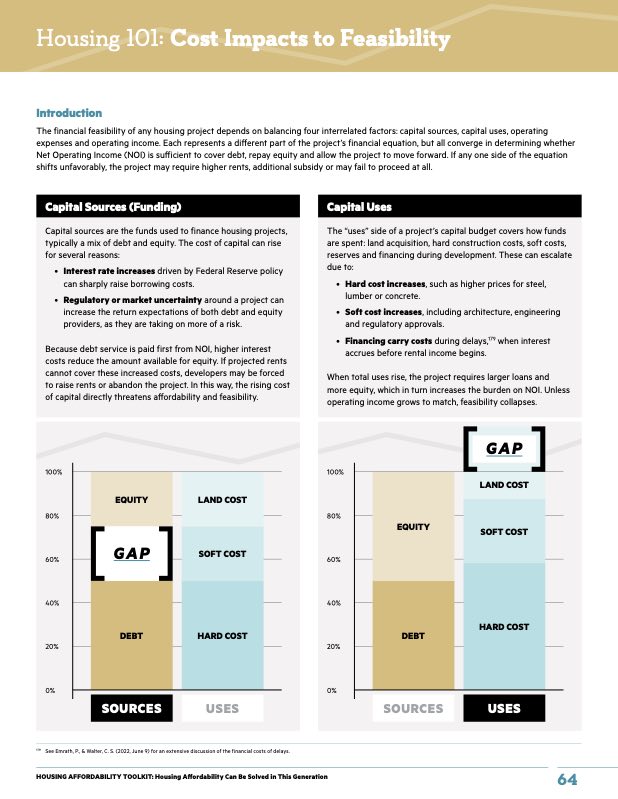 Housing 101: Cost Impacts to Feasibility
Introduction
The financial feasibility of any housing project depends on balancing four interrelated factors: capital sources, capital uses, operating
expenses and operating income. Each represents a different part of the project's financial equation, but all converge in determining whether
Net Operating Income (NOI) is sufficient to cover debt, repay equity and allow the project to move forward. If any one side of the equation
shifts unfavorably, the project may require higher rents, additional subsidy or may fail to proceed at all.
Capital Sources (Funding)
Capital sources are the funds used to finance housing projects,
typically a mix of debt and equity. The cost of capital can rise
for several reasons:
• Interest rate increases driven by Federal Reserve policy
can sharply raise borrowing costs.
• Regulatory or market uncertainty around a project can
increase the return expectations of both debt and equity
providers, as they are taking on more of a risk.
Because debt service is paid first from NOI, higher interest
costs reduce the amount available for equity. If projected rents
cannot cover these increased costs, developers may be forced
to raise rents or abandon the project. In this way, the rising cost
of capital directly threatens affordability and feasibility.
Capital Uses
The “uses” side of a project's capital budget covers how funds
are spent: land acquisition, hard construction costs, soft costs,
reserves and financing during development. These can escalate
due to:
• Hard cost increases, such as higher prices for steel,
lumber or concrete.
• Soft cost increases, including architecture, engineering
and regulatory approvals.
• Financing carry costs during delays,¹⁷⁹ when interest
accrues before rental income begins.
When total uses rise, the project requires larger loans and
more equity, which in turn increases the burden on NOI. Unless
operating income grows to match, feasibility collapses.
100%
80%
60%
40%
20%
0%
EQUITY
GAP
DEBT
LAND COST
SOFT COST
HARD COST
SOURCES
USES
100%
80%
60%
40%
20%
0%
EQUITY
DEBT
GAP
LAND COST
SOFT COST
HARD COST
SOURCES
USES
¹⁷⁹ See Emrath, P., & Walter, C. S. (2022, June 9) for an extensive discussion of the financial costs of delays.
HOUSING AFFORDABILITY TOOLKIT: Housing Affordability Can Be Solved in This Generation
64